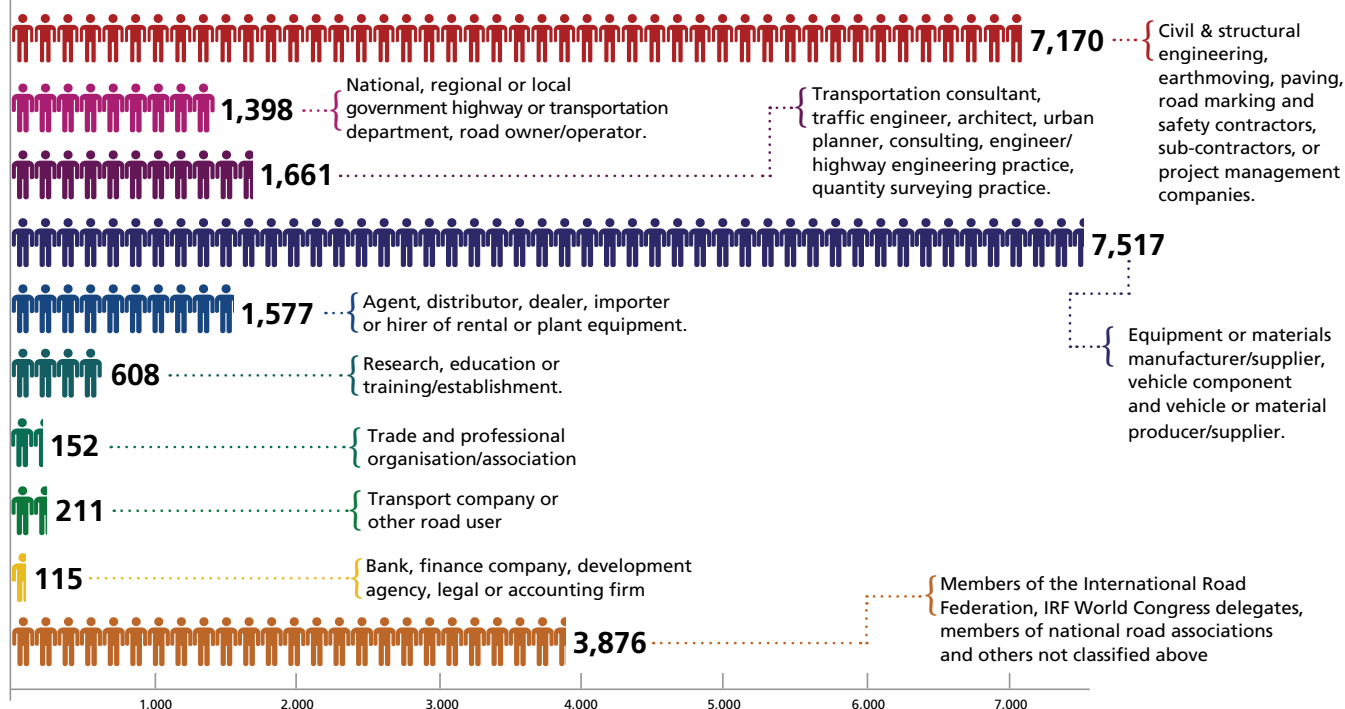 7,170
Civil & structural
engineering,
earthmoving, paving,
road marking and
safety contractors,
sub-contractors, or
project management
companies.
1,398
National, regional or local
government highway or transportation
department, road owner/operator.
1,661
Transportation consultant,
traffic engineer, architect, urban
planner, consulting, engineer/
highway engineering practice,
quantity surveying practice.
7,517
Equipment or materials
manufacturer/supplier,
vehicle component
and vehicle or material
producer/supplier.
1,577
Agent, distributor, dealer, importer
or hirer of rental or plant equipment.
608
Research, education or
training/establishment.
152
Trade and professional
organisation/association
211
Transport company or
other road user
115
Bank, finance company, development
agency, legal or accounting firm
3,876
Members of the International Road
Federation, IRF World Congress delegates,
members of national road associations
and others not classified above
1.000 2.000 3.000 4.000 5.000 6.000 7.000